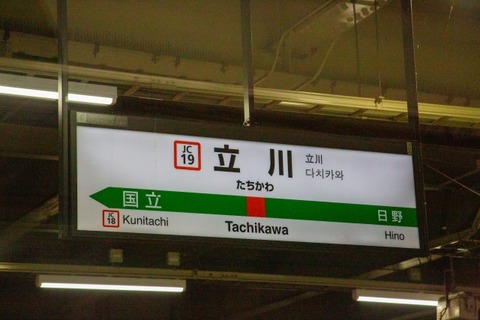 JC
19
立川
立川
다치카와
たちかわ
国立
日野
JC
18
Kunitachi
Tachikawa
Hino